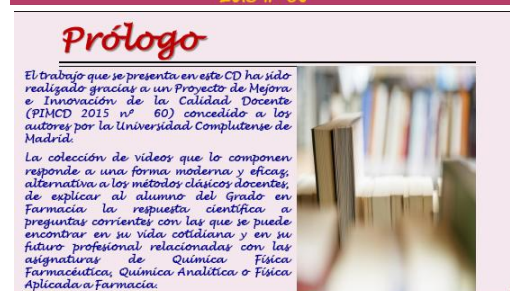 Prólogo
El trabajo que se presenta en este CD ha sido
realizado gracias a un Proyecto de Mejora
e Innovación de la Calidad Docente
(PIMCD 2015 nº 60) concedido a los
autores por la Universidad Complutense de
Madrid.
La colección de vídeos que lo componen
responde a una forma moderna y eficaz,
alternativa a los métodos clásicos docentes,
de explicar al alumno del Grado en
Farmacia la respuesta científica a
preguntas corrientes con las que se puede
encontrar en su vida cotidiana y en su
futuro profesional relacionadas con las
asignaturas de Química Física
Farmacéutica, Química Analítica o Física
Aplicada a Farmacia.